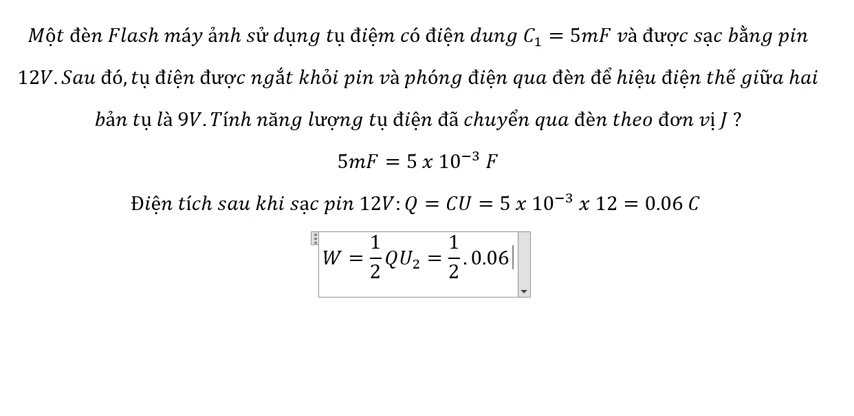 Một đèn Flash máy ảnh sử dụng tụ điệm có điện dung C₁ = 5mF và được sạc bằng pin
12V. Sau đó, tụ điện được ngắt khỏi pin và phóng điện qua đèn để hiệu điện thế giữa hai
bản tụ là 9V. Tính năng lượng tụ điện đã chuyển qua đèn theo đơn vị J ?
5mF = 5 x 10⁻³ F
Điện tích sau khi sạc pin 12V: Q = CU = 5 x 10⁻³ x 12 = 0.06 C
W = 1/2 QU₂ = 1/2 . 0.06